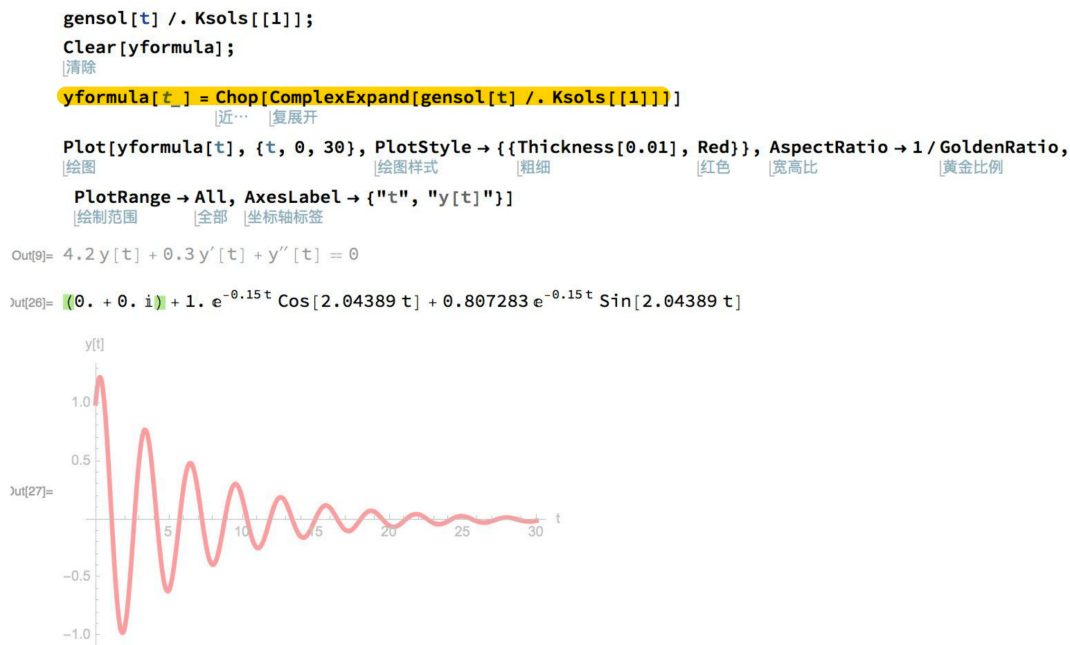 gensol[t] /. Ksols[[1]];
Clear[yformula];
清除
yformula[t_] = Chop[ComplexExpand[gensol[t] /. Ksols[[1]]]]
近… 复展开
Plot[yformula[t], {t, 0, 30}, PlotStyle → {{Thickness[0.01], Red}}, AspectRatio → 1 / GoldenRatio,
绘图 绘图样式 粗细 红色 宽高比 黄金比例
PlotRange → All, AxesLabel → {"t", "y[t]"}]
绘制范围 全部 坐标轴标签
Out[9]= 4.2 y[t] + 0.3 y′[t] + y′′[t] == 0
Out[26]= (0. + 0. i) + 1. e^-0.15 t Cos[2.04389 t] + 0.807283 e^-0.15 t Sin[2.04389 t]
y[t]
1.0
0.5
Out[27]=
t
5 10 15 20 25 30
-0.5
-1.0